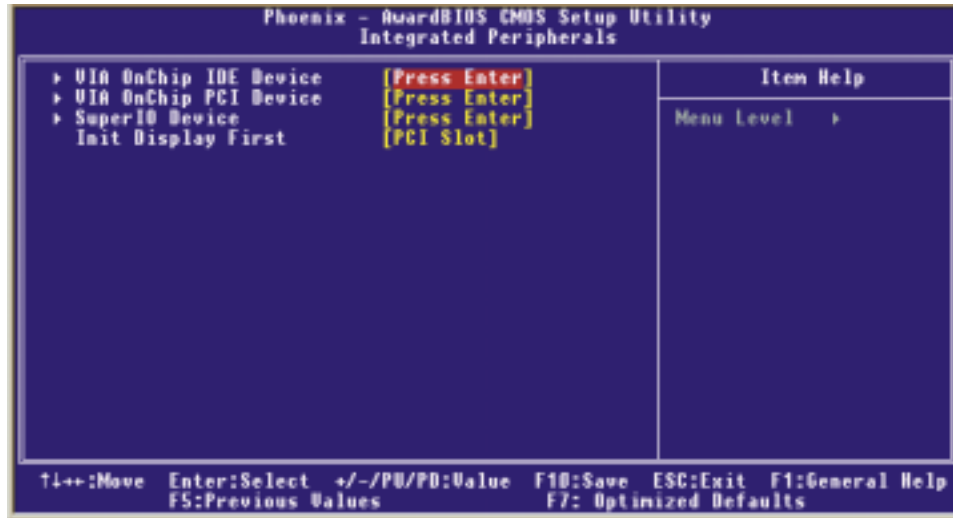 Phoenix - AwardBIOS CMOS Setup Utility
Integrated Peripherals
▸ VIA OnChip IDE Device [Press Enter]
▸ VIA OnChip PCI Device [Press Enter]
▸ SuperIO Device [Press Enter]
Init Display First [PCI Slot]
Item Help
Menu Level ▸
↑↓→←:Move Enter:Select +/-/PU/PD:Value F10:Save ESC:Exit F1:General Help
F5:Previous Values F7: Optimized Defaults